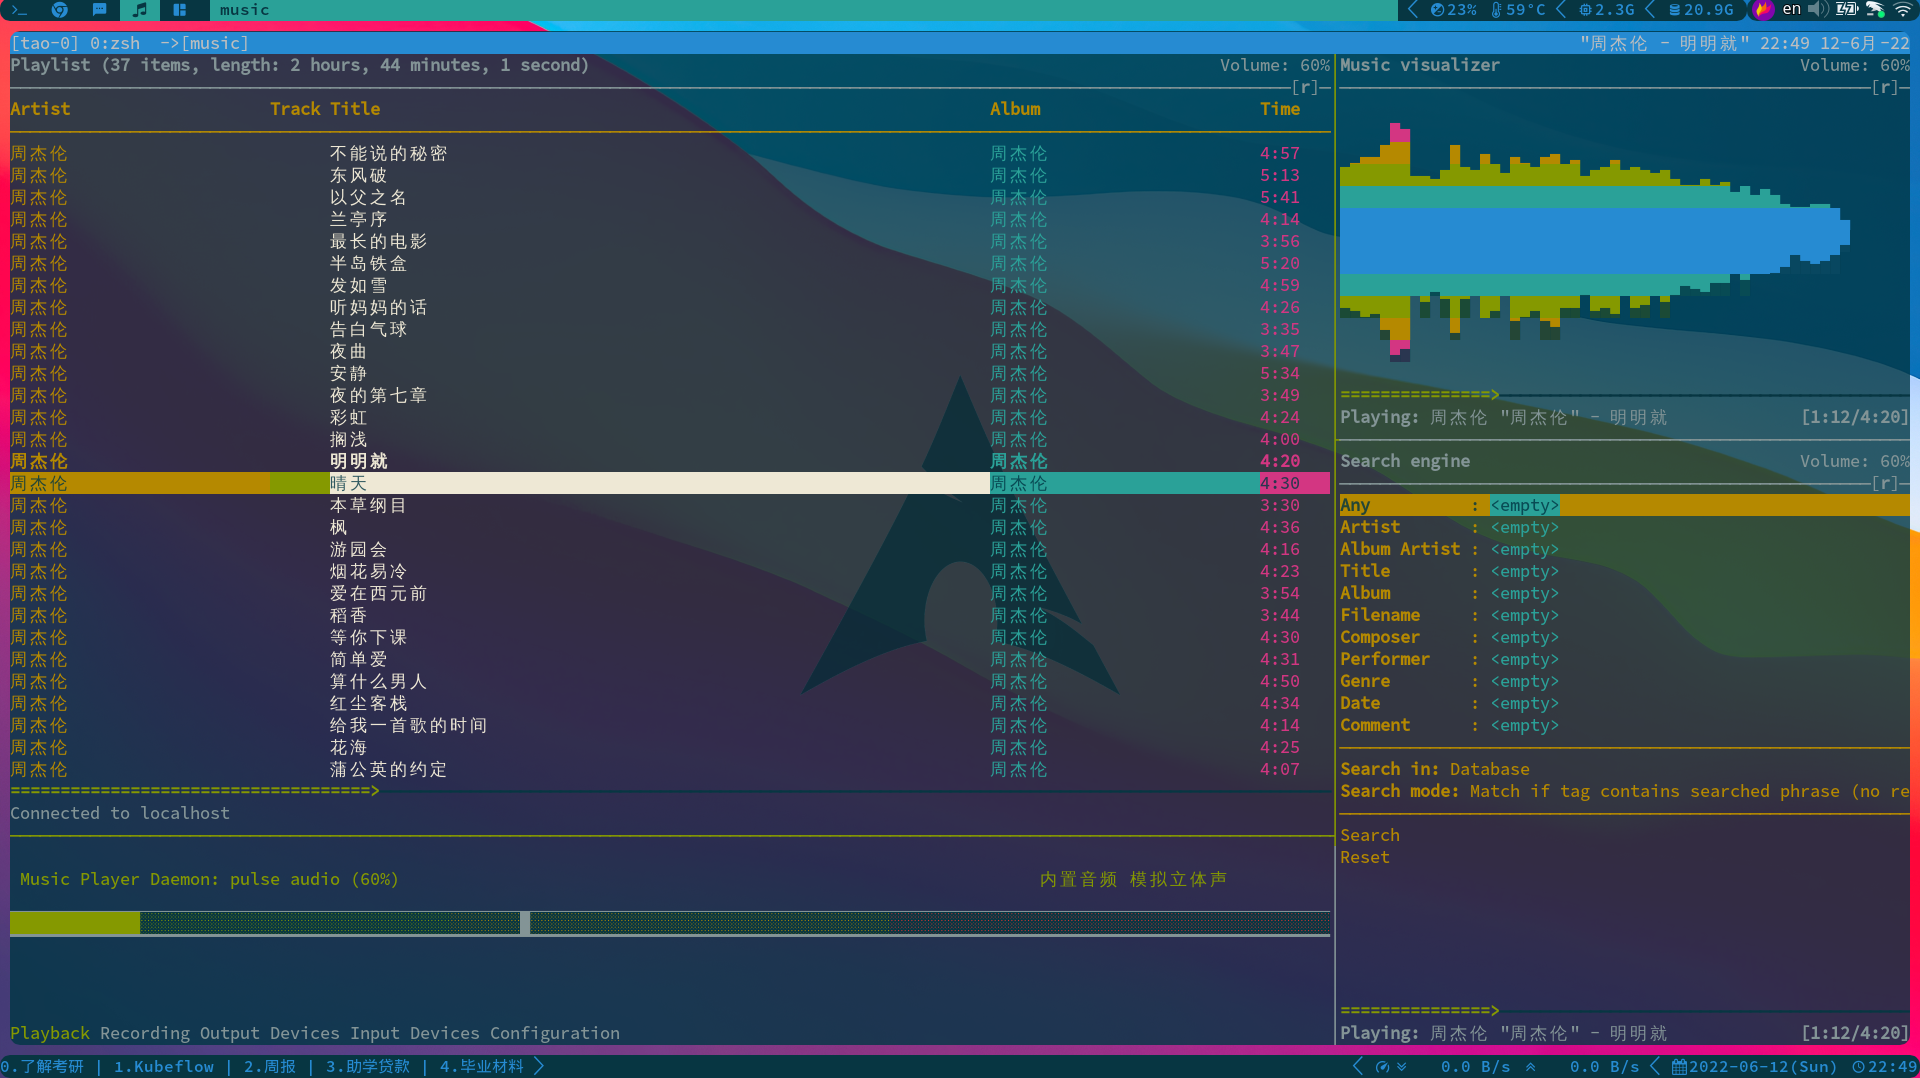 music 23% 59°C 2.3G 20.9G en
[tao-0] 0:zsh ->[music] "周杰伦 - 明明就" 22:49 12-6月-22
Playlist (37 items, length: 2 hours, 44 minutes, 1 second) Volume: 60%
[r]
Artist Track Title Album Time
周杰伦 不能说的秘密 周杰伦 4:57
周杰伦 东风破 周杰伦 5:13
周杰伦 以父之名 周杰伦 5:41
周杰伦 兰亭序 周杰伦 4:14
周杰伦 最长的电影 周杰伦 3:56
周杰伦 半岛铁盒 周杰伦 5:20
周杰伦 发如雪 周杰伦 4:59
周杰伦 听妈妈的话 周杰伦 4:26
周杰伦 告白气球 周杰伦 3:35
周杰伦 夜曲 周杰伦 3:47
周杰伦 安静 周杰伦 5:34
周杰伦 夜的第七章 周杰伦 3:49
周杰伦 彩虹 周杰伦 4:24
周杰伦 搁浅 周杰伦 4:00
周杰伦 明明就 周杰伦 4:20
周杰伦 晴天 周杰伦 4:30
周杰伦 本草纲目 周杰伦 3:30
周杰伦 枫 周杰伦 4:36
周杰伦 游园会 周杰伦 4:16
周杰伦 烟花易冷 周杰伦 4:23
周杰伦 爱在西元前 周杰伦 3:54
周杰伦 稻香 周杰伦 3:44
周杰伦 等你下课 周杰伦 4:30
周杰伦 简单爱 周杰伦 4:31
周杰伦 算什么男人 周杰伦 4:50
周杰伦 红尘客栈 周杰伦 4:34
周杰伦 给我一首歌的时间 周杰伦 4:14
周杰伦 花海 周杰伦 4:25
周杰伦 蒲公英的约定 周杰伦 4:07
====================================>
Connected to localhost
Music Player Daemon: pulse audio (60%) 内置音频 模拟立体声
Playback Recording Output Devices Input Devices Configuration
Music visualizer Volume: 60%
[r]
===============>
Playing: 周杰伦 "周杰伦" - 明明就 [1:12/4:20]
Search engine Volume: 60%
[r]
Any : <empty>
Artist : <empty>
Album Artist : <empty>
Title : <empty>
Album : <empty>
Filename : <empty>
Composer : <empty>
Performer : <empty>
Genre : <empty>
Date : <empty>
Comment : <empty>
Search in: Database
Search mode: Match if tag contains searched phrase (no re
Search
Reset
===============>
Playing: 周杰伦 "周杰伦" - 明明就 [1:12/4:20]
0.了解考研 | 1.Kubeflow | 2.周报 | 3.助学贷款 | 4.毕业材料 0.0 B/s 0.0 B/s 2022-06-12(Sun) 22:49